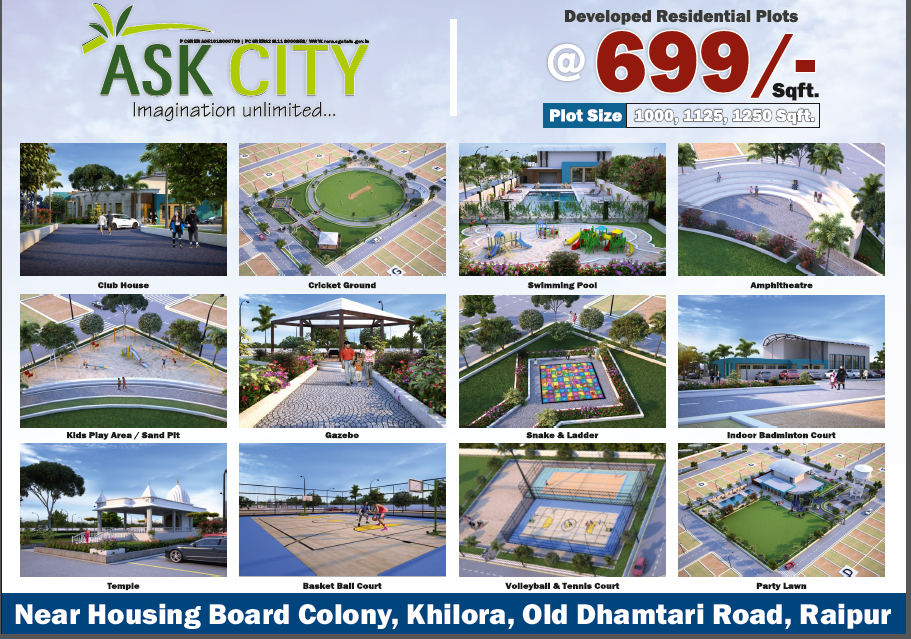 ASK CITY
Imagination unlimited...
Developed Residential Plots
@ 699/-
Sqft.
Plot Size 1000, 1125, 1250 Sqft.
Club House
Cricket Ground
Swimming Pool
Amphitheatre
Kids Play Area / Sand Pit
Gazebo
Snake & Ladder
Indoor Badminton Court
Temple
Basket Ball Court
Volleyball & Tennis Court
Party Lawn
Near Housing Board Colony, Khilora, Old Dhamtari Road, Raipur